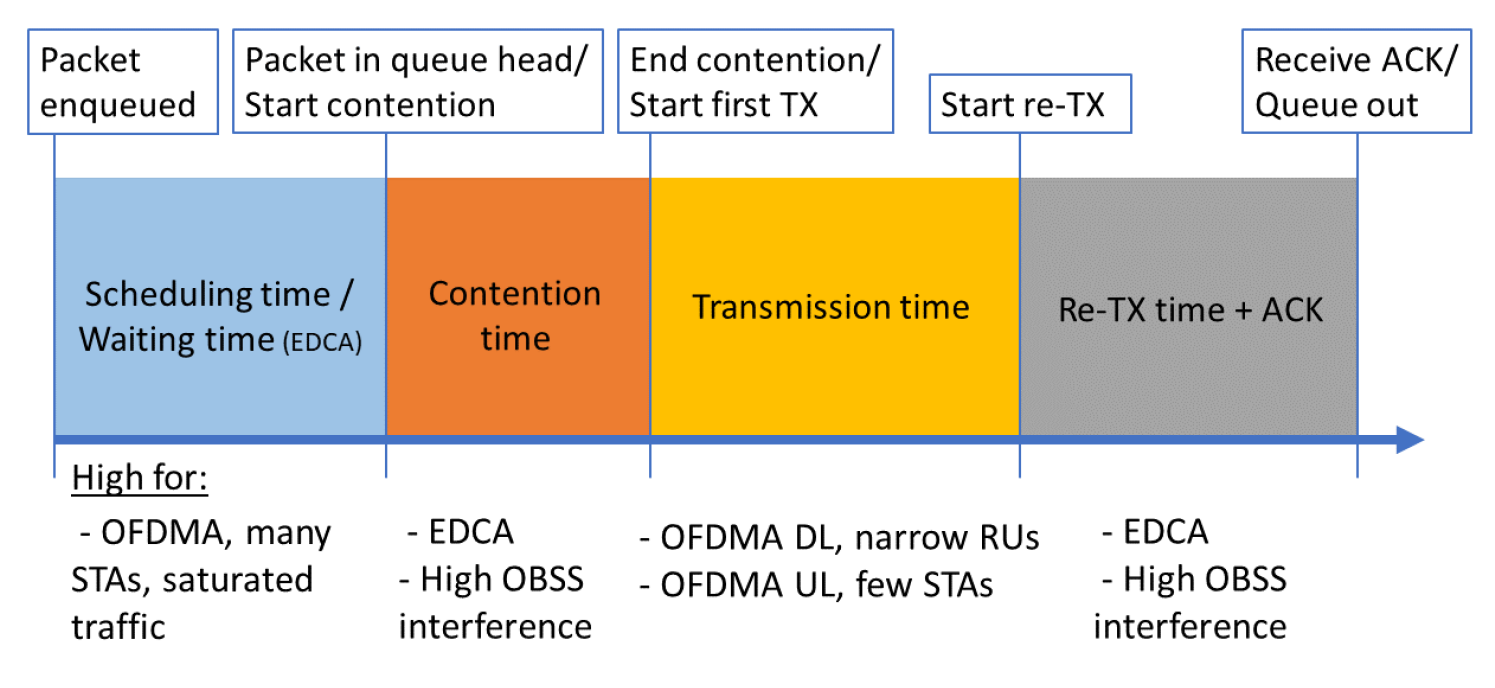 Packet
enqueued
Packet in queue head/
Start contention
End contention/
Start first TX
Start re-TX
Receive ACK/
Queue out
Scheduling time /
Waiting time (EDCA)
Contention
time
Transmission time
Re-TX time + ACK
High for:
- OFDMA, many
STAs, saturated
traffic
- EDCA
- High OBSS
interference
- OFDMA DL, narrow RUs
- OFDMA UL, few STAs
- EDCA
- High OBSS
interference